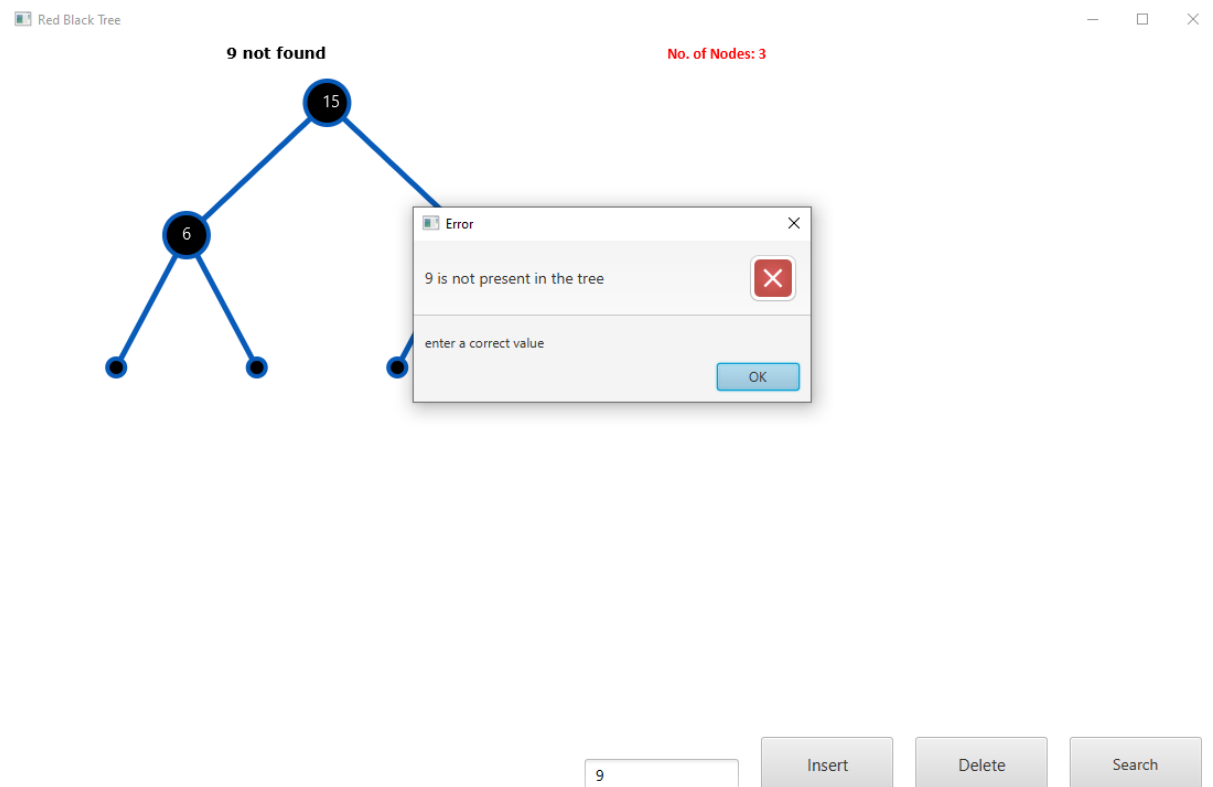 Red Black Tree
9 not found
No. of Nodes: 3
15
6
Error
9 is not present in the tree
enter a correct value
OK
9
Insert
Delete
Search